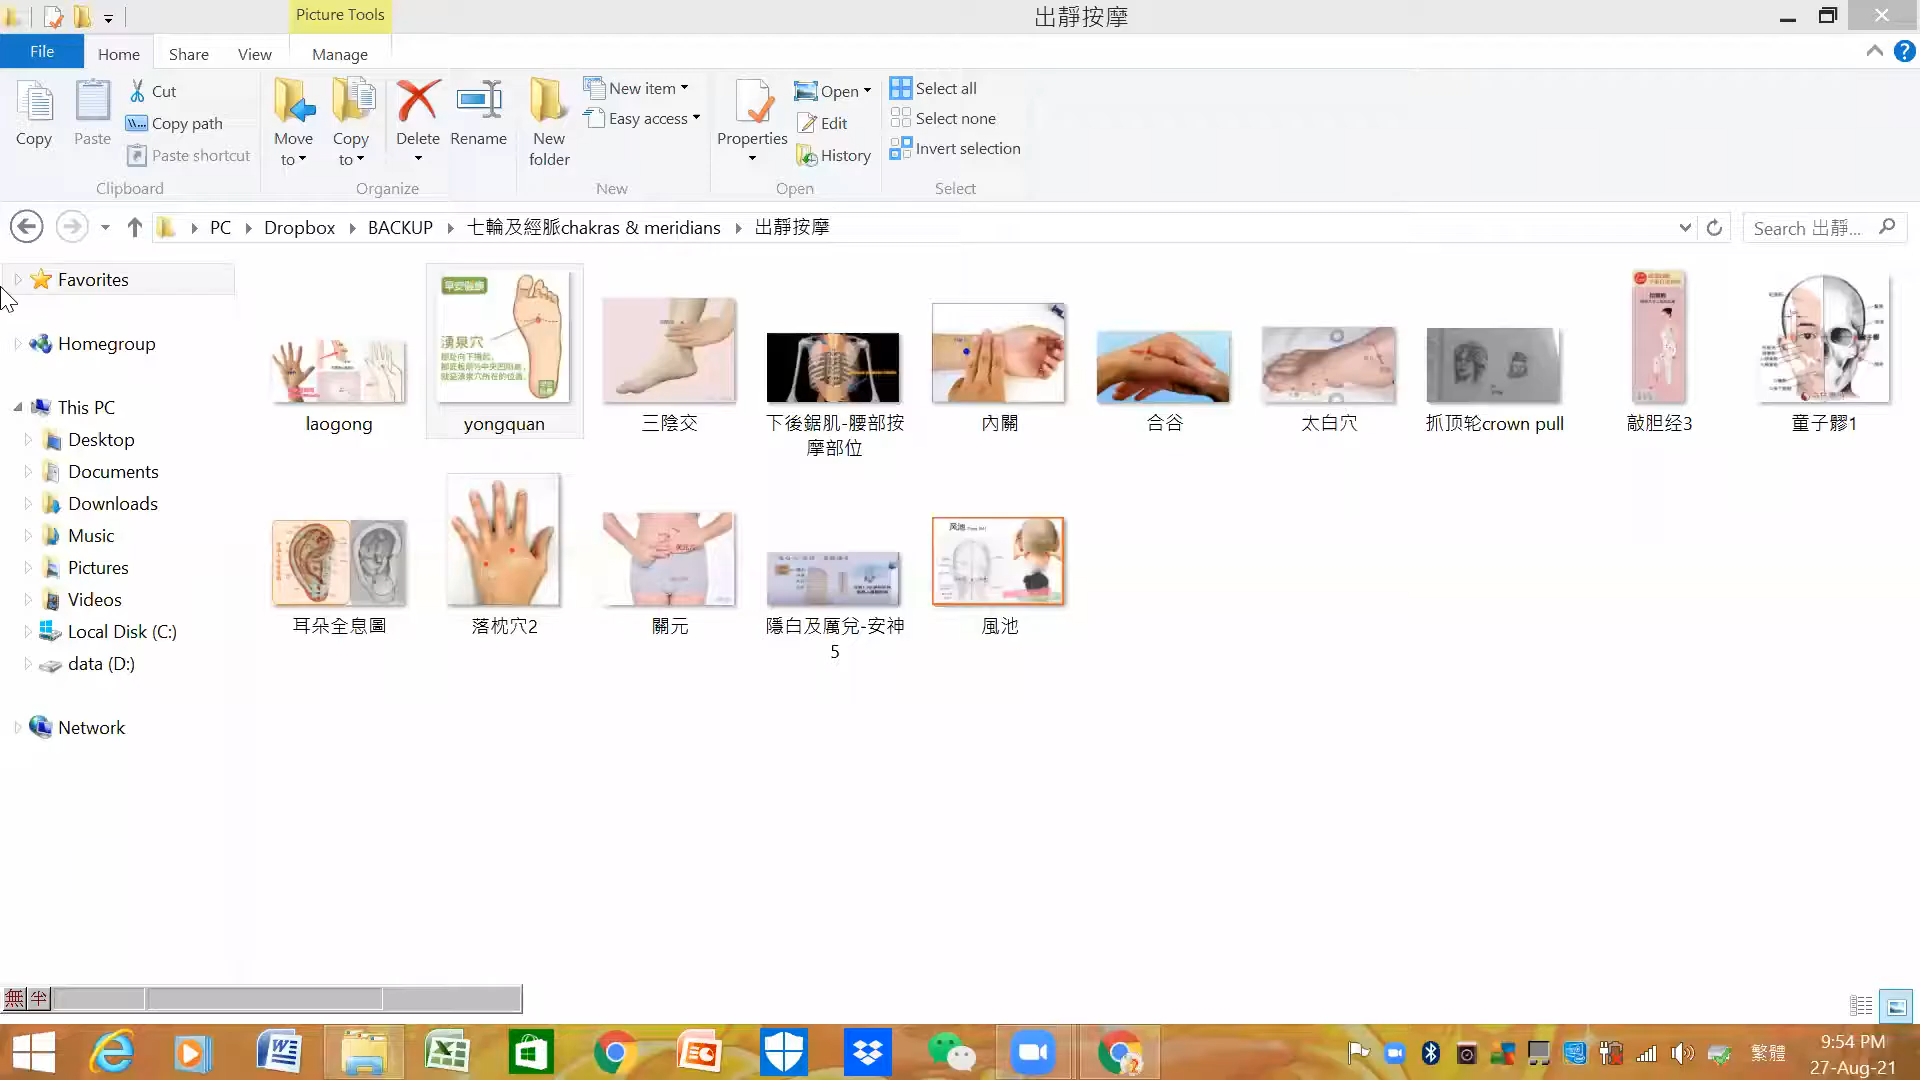 Picture Tools
出靜按摩
File
Home
Share
View
Manage
Copy
Paste
Cut
Copy path
Paste shortcut
Clipboard
Move to
Copy to
Delete
Rename
Organize
New folder
New item
Easy access
New
Properties
Open
Edit
History
Open
Select all
Select none
Invert selection
Select
PC
Dropbox
BACKUP
七輪及經脈chakras & meridians
出靜按摩
Search 出靜...
Favorites
Homegroup
This PC
Desktop
Documents
Downloads
Music
Pictures
Videos
Local Disk (C:)
data (D:)
Network
湧泉穴
laogong
yongquan
三陰交
下後鋸肌-腰部按
摩部位
內關
合谷
太白穴
抓顶轮crown pull
敲胆经3
童子髎1
风池
耳朵全息圖
落枕穴2
關元
隱白及厲兌-安神
5
風池
無 半
繁體
9:54 PM
27-Aug-21